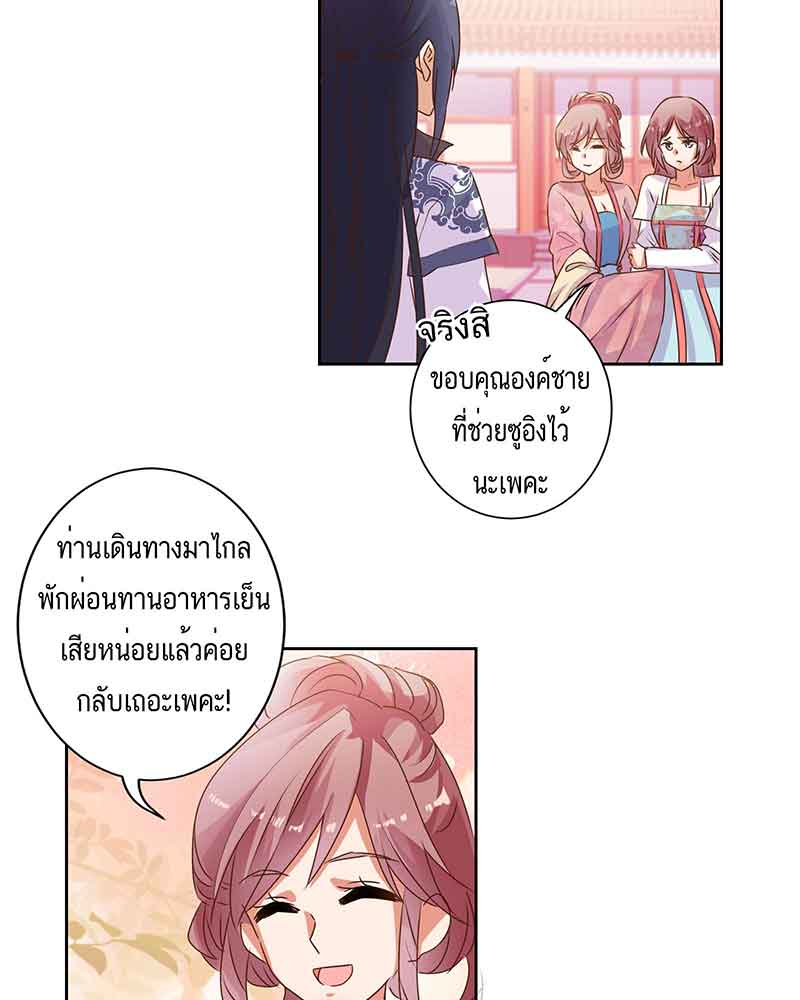 จริงสิ
ขอบคุณองค์ชาย
ที่ช่วยซูอิงไว้
นะเพคะ
ท่านเดินทางมาไกล
พักผ่อนทานอาหารเย็น
เสียหน่อยแล้วค่อย
กลับเถอะเพคะ!